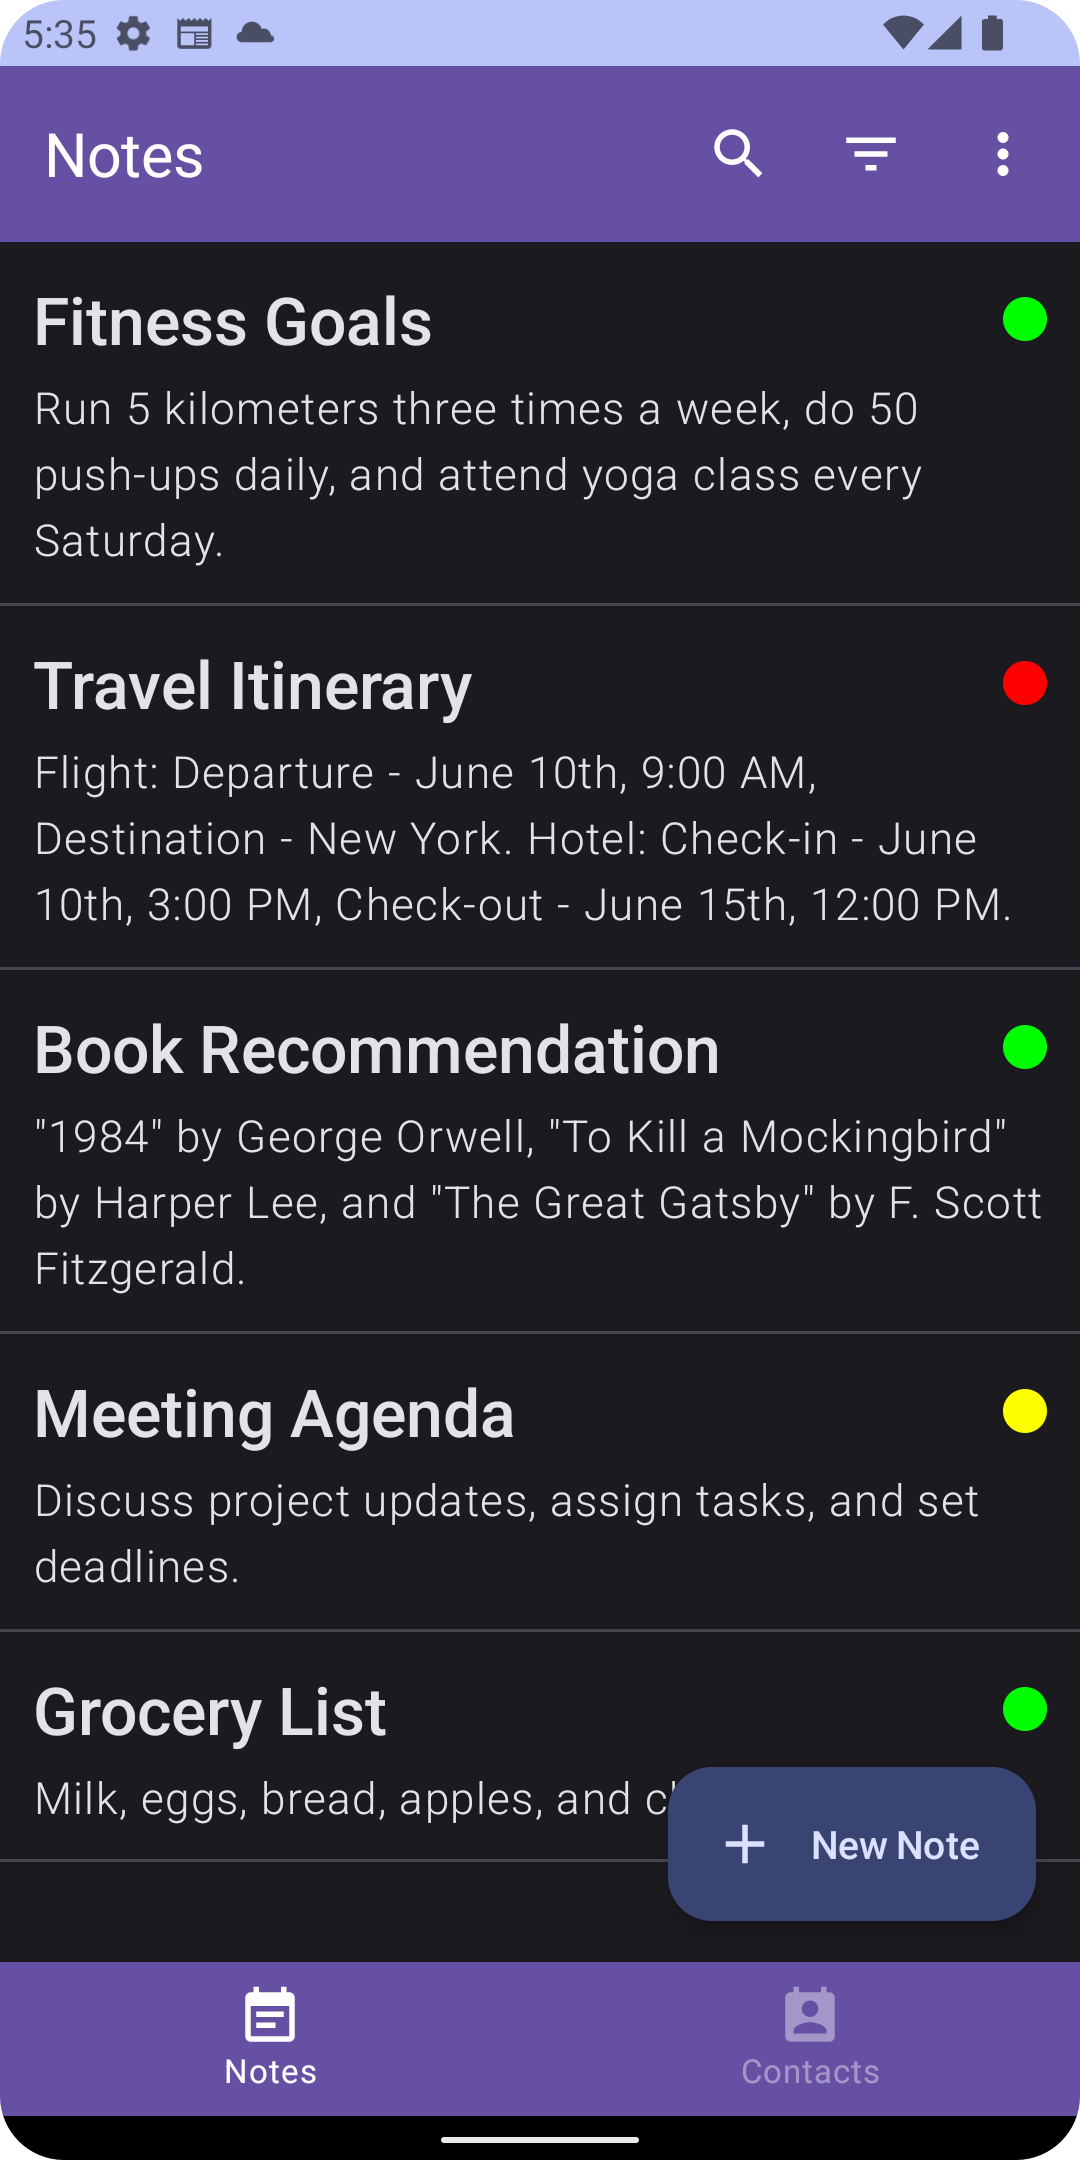 5:35
Notes
Fitness Goals
Run 5 kilometers three times a week, do 50
push-ups daily, and attend yoga class every
Saturday.
Travel Itinerary
Flight: Departure - June 10th, 9:00 AM,
Destination - New York. Hotel: Check-in - June
10th, 3:00 PM, Check-out - June 15th, 12:00 PM.
Book Recommendation
"1984" by George Orwell, "To Kill a Mockingbird"
by Harper Lee, and "The Great Gatsby" by F. Scott
Fitzgerald.
Meeting Agenda
Discuss project updates, assign tasks, and set
deadlines.
Grocery List
Milk, eggs, bread, apples, and
New Note
Notes
Contacts